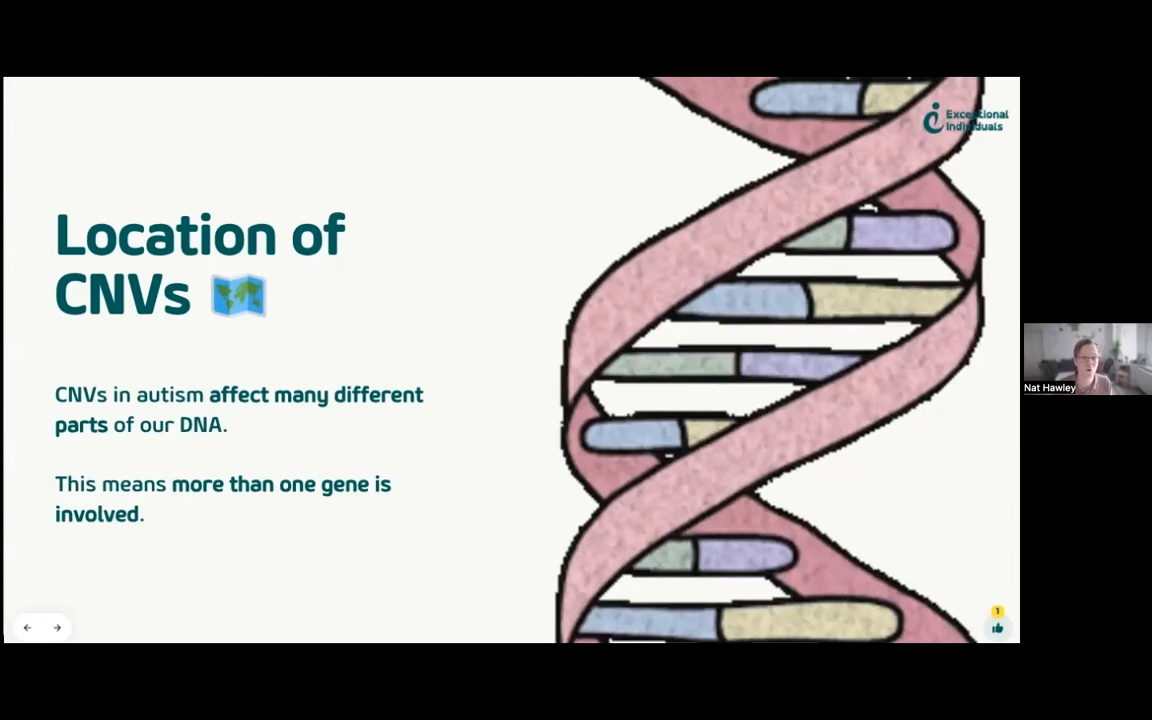 Exceptional
Individuals
Location of
CNVs
CNVs in autism affect many different
parts of our DNA.
This means more than one gene is
involved.
Nat Hawley
1